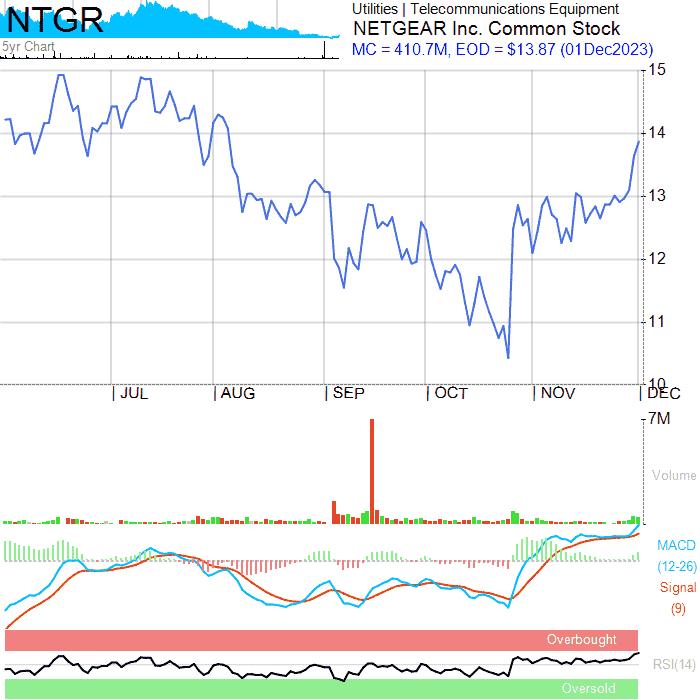 NTGR
5yr Chart
Utilities | Telecommunications Equipment
NETGEAR Inc. Common Stock
MC = 410.7M, EOD = $13.87 (01Dec2023)
15
14
13
12
11
10
JUL AUG SEP OCT NOV DEC
7M
Volume
MACD
(12-26)
Signal
(9)
Overbought
RSI(14)
Oversold